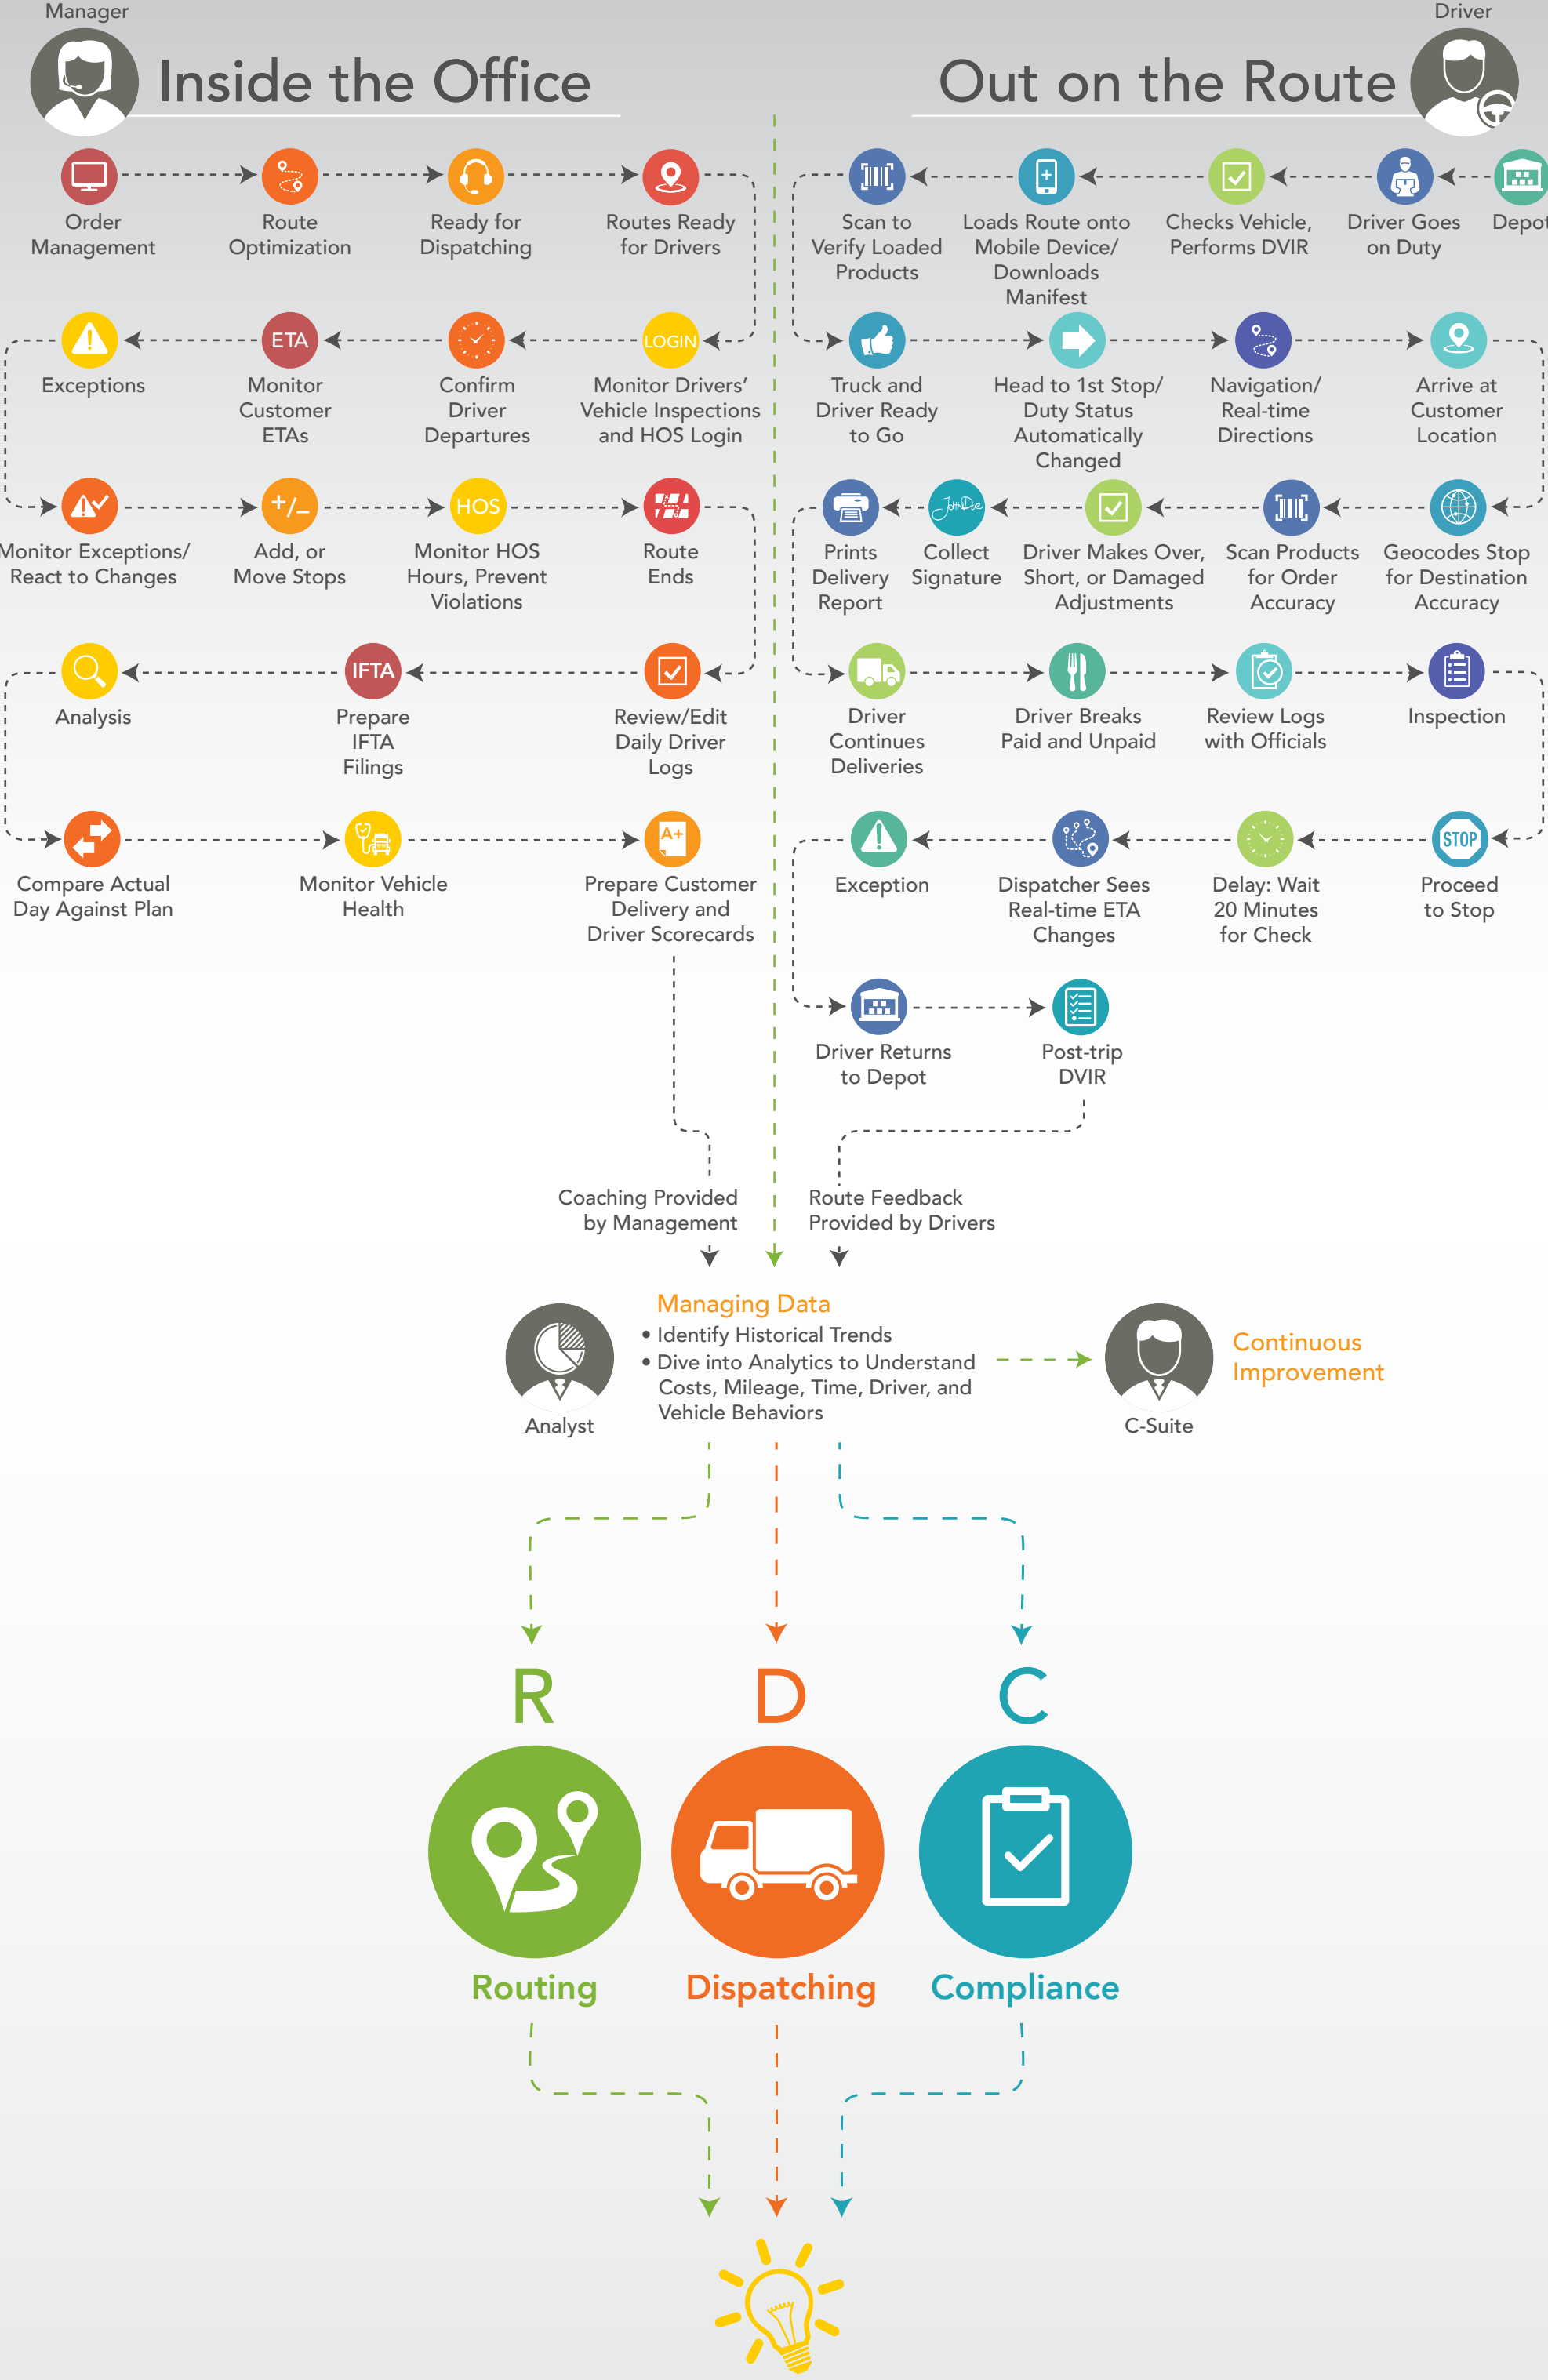 Manager
Inside the Office
Order
Management
Route
Optimization
Ready for
Dispatching
Routes Ready
for Drivers
Exceptions
ETA
Monitor
Customer
ETAs
Confirm
Driver
Departures
LOGIN
Monitor Drivers’
Vehicle Inspections
and HOS Login
Monitor Exceptions/
React to Changes
+/–
Add, or
Move Stops
HOS
Monitor HOS
Hours, Prevent
Violations
Route
Ends
Analysis
IFTA
Prepare
IFTA
Filings
Review/Edit
Daily Driver
Logs
Compare Actual
Day Against Plan
Monitor Vehicle
Health
A+
Prepare Customer
Delivery and
Driver Scorecards
Driver
Out on the Route
Scan to
Verify Loaded
Products
Loads Route onto
Mobile Device/
Downloads
Manifest
Checks Vehicle,
Performs DVIR
Driver Goes
on Duty
Depot
Truck and
Driver Ready
to Go
Head to 1st Stop/
Duty Status
Automatically
Changed
Navigation/
Real-time
Directions
Arrive at
Customer
Location
Prints
Delivery
Report
John Doe
Collect
Signature
Driver Makes Over,
Short, or Damaged
Adjustments
Scan Products
for Order
Accuracy
Geocodes Stop
for Destination
Accuracy
Driver
Continues
Deliveries
Driver Breaks
Paid and Unpaid
Review Logs
with Officials
Inspection
Exception
Dispatcher Sees
Real-time ETA
Changes
Delay: Wait
20 Minutes
for Check
STOP
Proceed
to Stop
Driver Returns
to Depot
Post-trip
DVIR
Coaching Provided
by Management
Route Feedback
Provided by Drivers
Analyst
Managing Data
• Identify Historical Trends
• Dive into Analytics to Understand
Costs, Mileage, Time, Driver, and
Vehicle Behaviors
C-Suite
Continuous
Improvement
R
D
C
Routing
Dispatching
Compliance